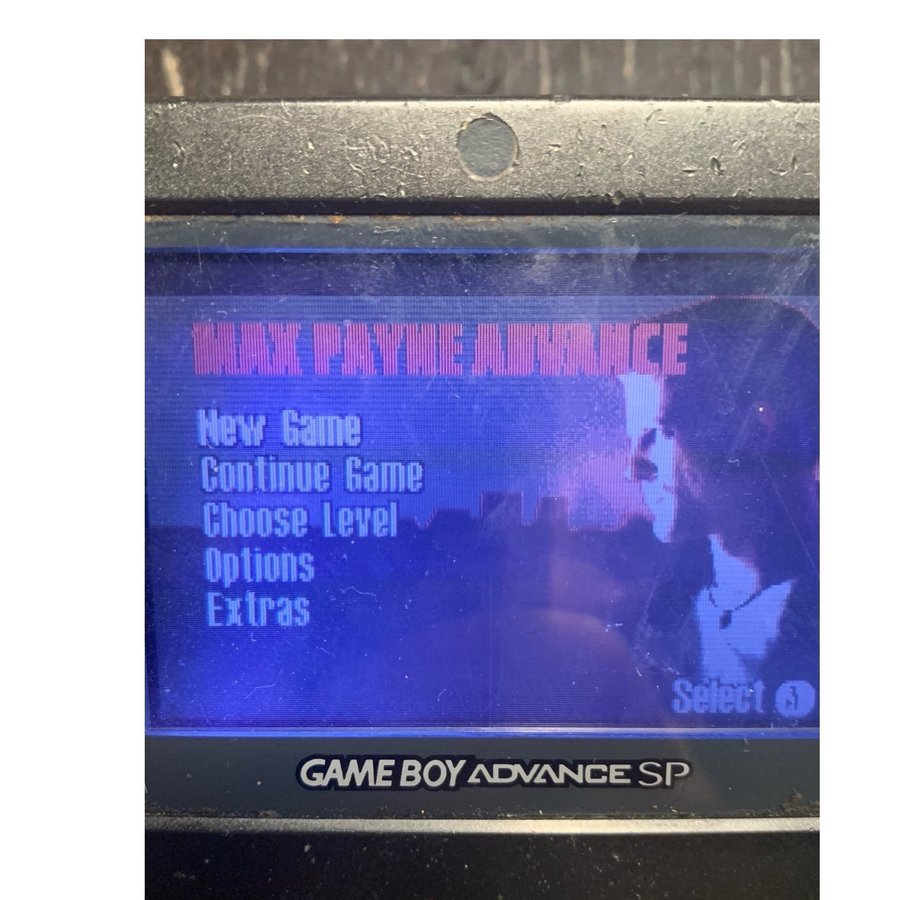 MAX PAYNE ADVANCE
New Game
Continue Game
Choose Level
Options
Extras
Select
GAME BOY ADVANCE SP